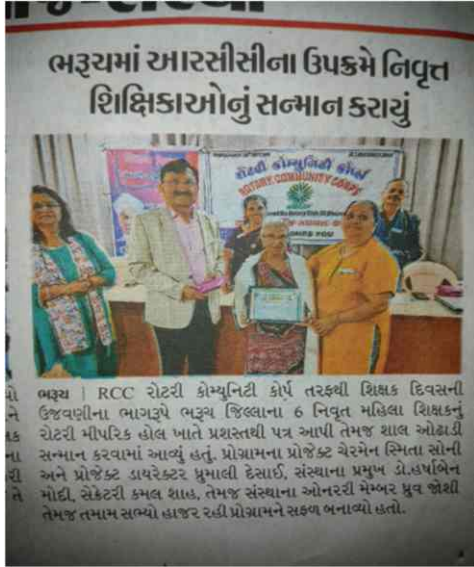 ભરૂચમાં આરસીસીના ઉપક્રમે નિવૃત્ત
શિક્ષિકાઓનું સન્માન કરાયું
રોટરી કોમ્યુનિટી કોર્પ્સ
ROTARY COMMUNITY CORPS
ભરૂચ | RCC રોટરી કોમ્યુનિટી કોર્પ તરફથી શિક્ષક દિવસની
ઉજવણીના ભાગરૂપે ભરૂચ જિલ્લાના 6 નિવૃત મહિલા શિક્ષકનું
રોટરી મીપરિક હોલ ખાતે પ્રશસ્તથી પત્ર આપી તેમજ શાલ ઓઢાડી
સન્માન કરવામાં આવ્યું હતું. પ્રોગ્રામના પ્રોજેક્ટ ચેરમેન સ્મિતા સોની
અને પ્રોજેક્ટ ડાયરેક્ટર ધ્રુમાલી દેસાઈ, સંસ્થાના પ્રમુખ ડો.હર્ષાબેન
મોદી, સેક્રેટરી કમલ શાહ, તેમજ સંસ્થાના ઓનરરી મેમ્બર ધ્રુવ જોશી
તેમજ તમામ સભ્યો હાજર રહી પ્રોગ્રામને સફળ બનાવ્યો હતો.